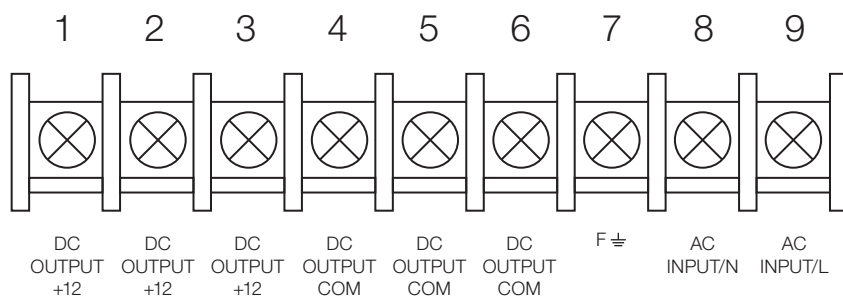 1 2 3 4 5 6 7 8 9
DC DC DC DC DC DC F ⏚ AC AC
OUTPUT OUTPUT OUTPUT OUTPUT OUTPUT OUTPUT INPUT/N INPUT/L
+12 +12 +12 COM COM COM